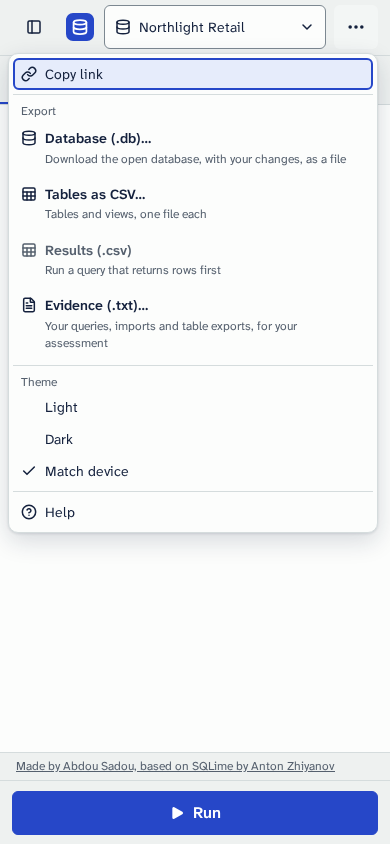 Northlight Retail
Copy link
Export
Database (.db)...
Download the open database, with your changes, as a file
Tables as CSV...
Tables and views, one file each
Results (.csv)
Run a query that returns rows first
Evidence (.txt)...
Your queries, imports and table exports, for your
assessment
Theme
Light
Dark
Match device
Help
Made by Abdou Sadou, based on SQLime by Anton Zhiyanov
Run